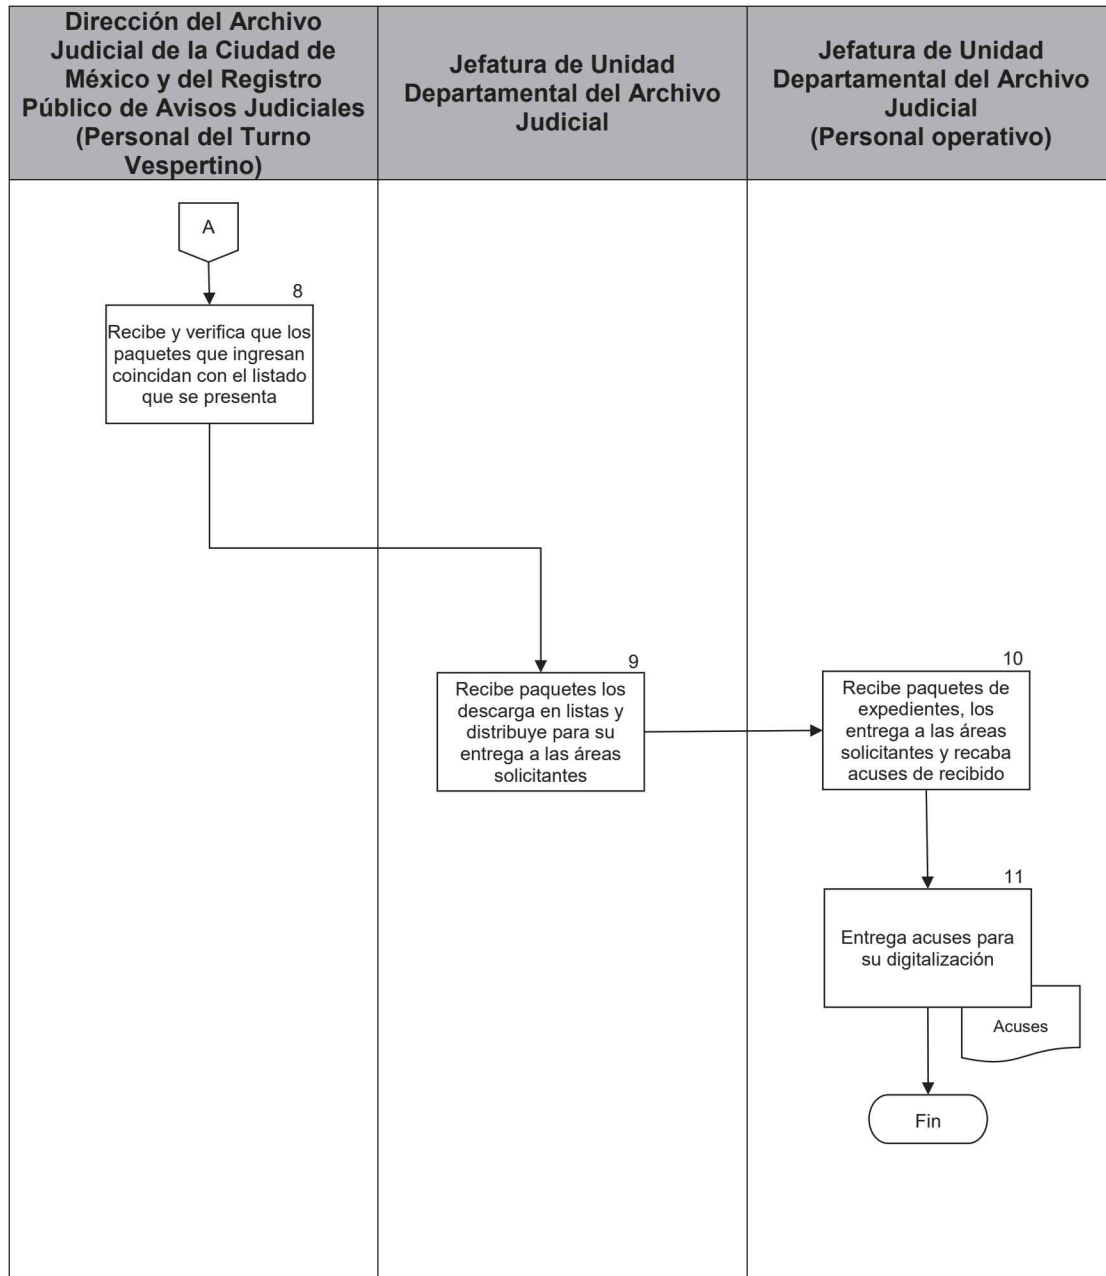 Dirección del Archivo
Judicial de la Ciudad de
México y del Registro
Público de Avisos Judiciales
(Personal del Turno
Vespertino)
Jefatura de Unidad
Departamental del Archivo
Judicial
Jefatura de Unidad
Departamental del Archivo
Judicial
(Personal operativo)
A
8
Recibe y verifica que los
paquetes que ingresan
coincidan con el listado
que se presenta
9
Recibe paquetes los
descarga en listas y
distribuye para su
entrega a las áreas
solicitantes
10
Recibe paquetes de
expedientes, los
entrega a las áreas
solicitantes y recaba
acuses de recibido
11
Entrega acuses para
su digitalización
Acuses
Fin